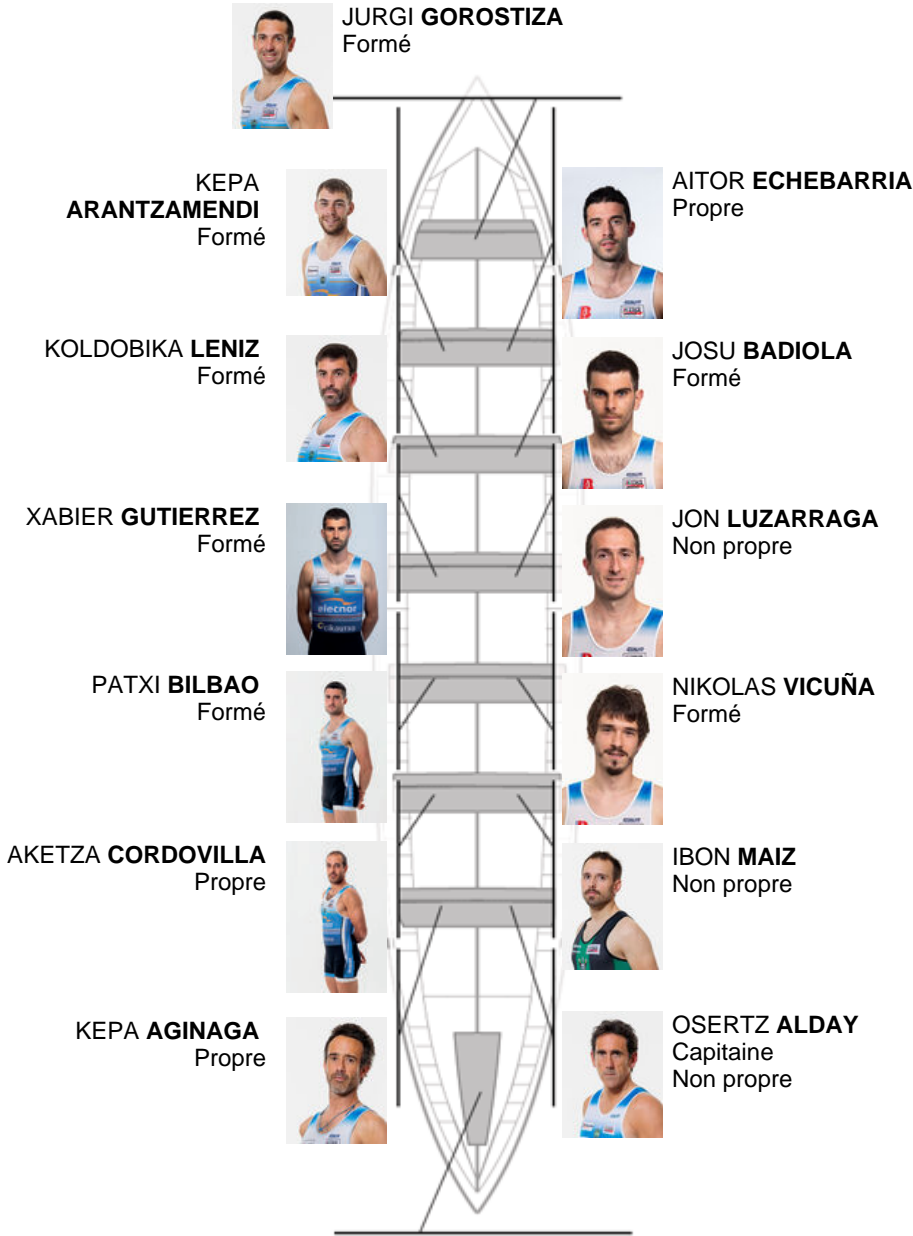 JURGI GOROSTIZA
Formé
KEPA
ARANTZAMENDI
Formé
AITOR ECHEBARRIA
Propre
KOLDOBIKA LENIZ
Formé
JOSU BADIOLA
Formé
XABIER GUTIERREZ
Formé
elecnor
JON LUZARRAGA
Non propre
PATXI BILBAO
Formé
NIKOLAS VICUÑA
Formé
AKETZA CORDOVILLA
Propre
IBON MAIZ
Non propre
KEPA AGINAGA
Propre
OSERTZ ALDAY
Capitaine
Non propre